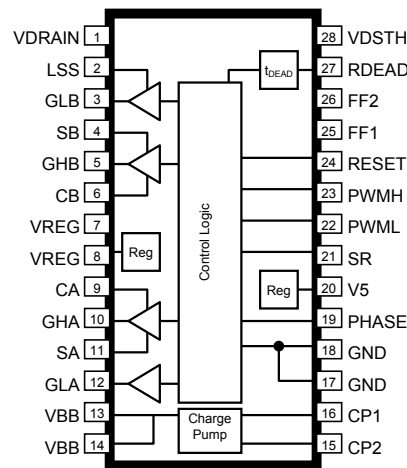 VDRAIN 1
LSS 2
GLB 3
SB 4
GHB 5
CB 6
VREG 7
VREG 8
CA 9
GHA 10
SA 11
GLA 12
VBB 13
VBB 14
Reg
Control Logic
Charge
Pump
tDEAD
Reg
28 VDSTH
27 RDEAD
26 FF2
25 FF1
24 RESET
23 PWMH
22 PWML
21 SR
20 V5
19 PHASE
18 GND
17 GND
16 CP1
15 CP2